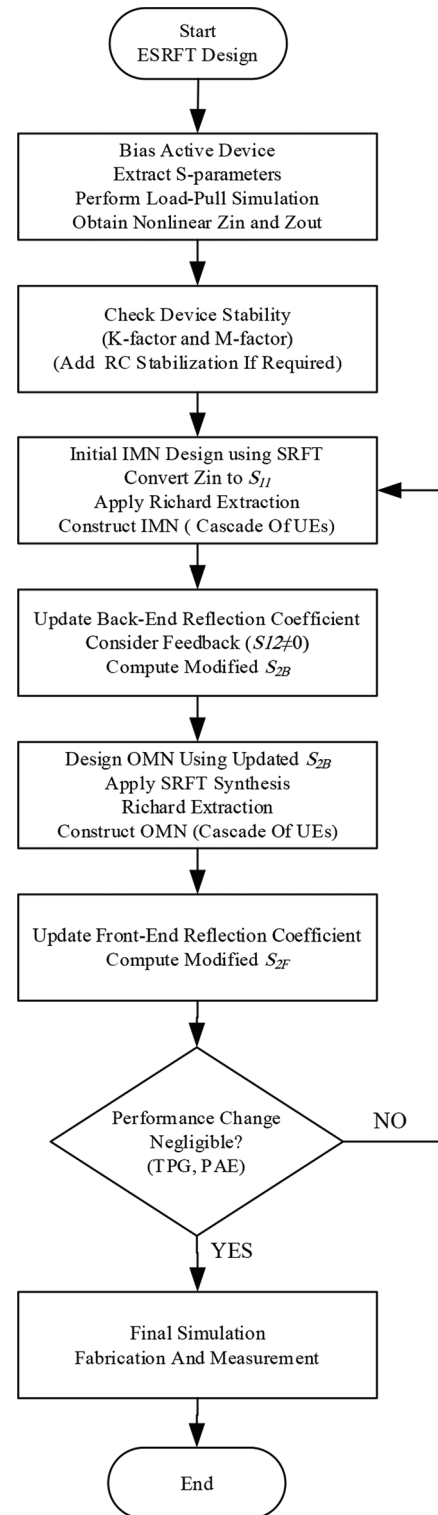 Start
ESRFT Design
Bias Active Device
Extract S-parameters
Perform Load-Pull Simulation
Obtain Nonlinear Zin and Zout
Check Device Stability
(K-factor and M-factor)
(Add RC Stabilization If Required)
Initial IMN Design using SRFT
Convert Zin to S11
Apply Richard Extraction
Construct IMN ( Cascade Of UEs)
Update Back-End Reflection Coefficient
Consider Feedback (S12≠0)
Compute Modified S2B
Design OMN Using Updated S2B
Apply SRFT Synthesis
Richard Extraction
Construct OMN (Cascade Of UEs)
Update Front-End Reflection Coefficient
Compute Modified S2F
Performance Change
Negligible?
(TPG, PAE)
NO
YES
Final Simulation
Fabrication And Measurement
End